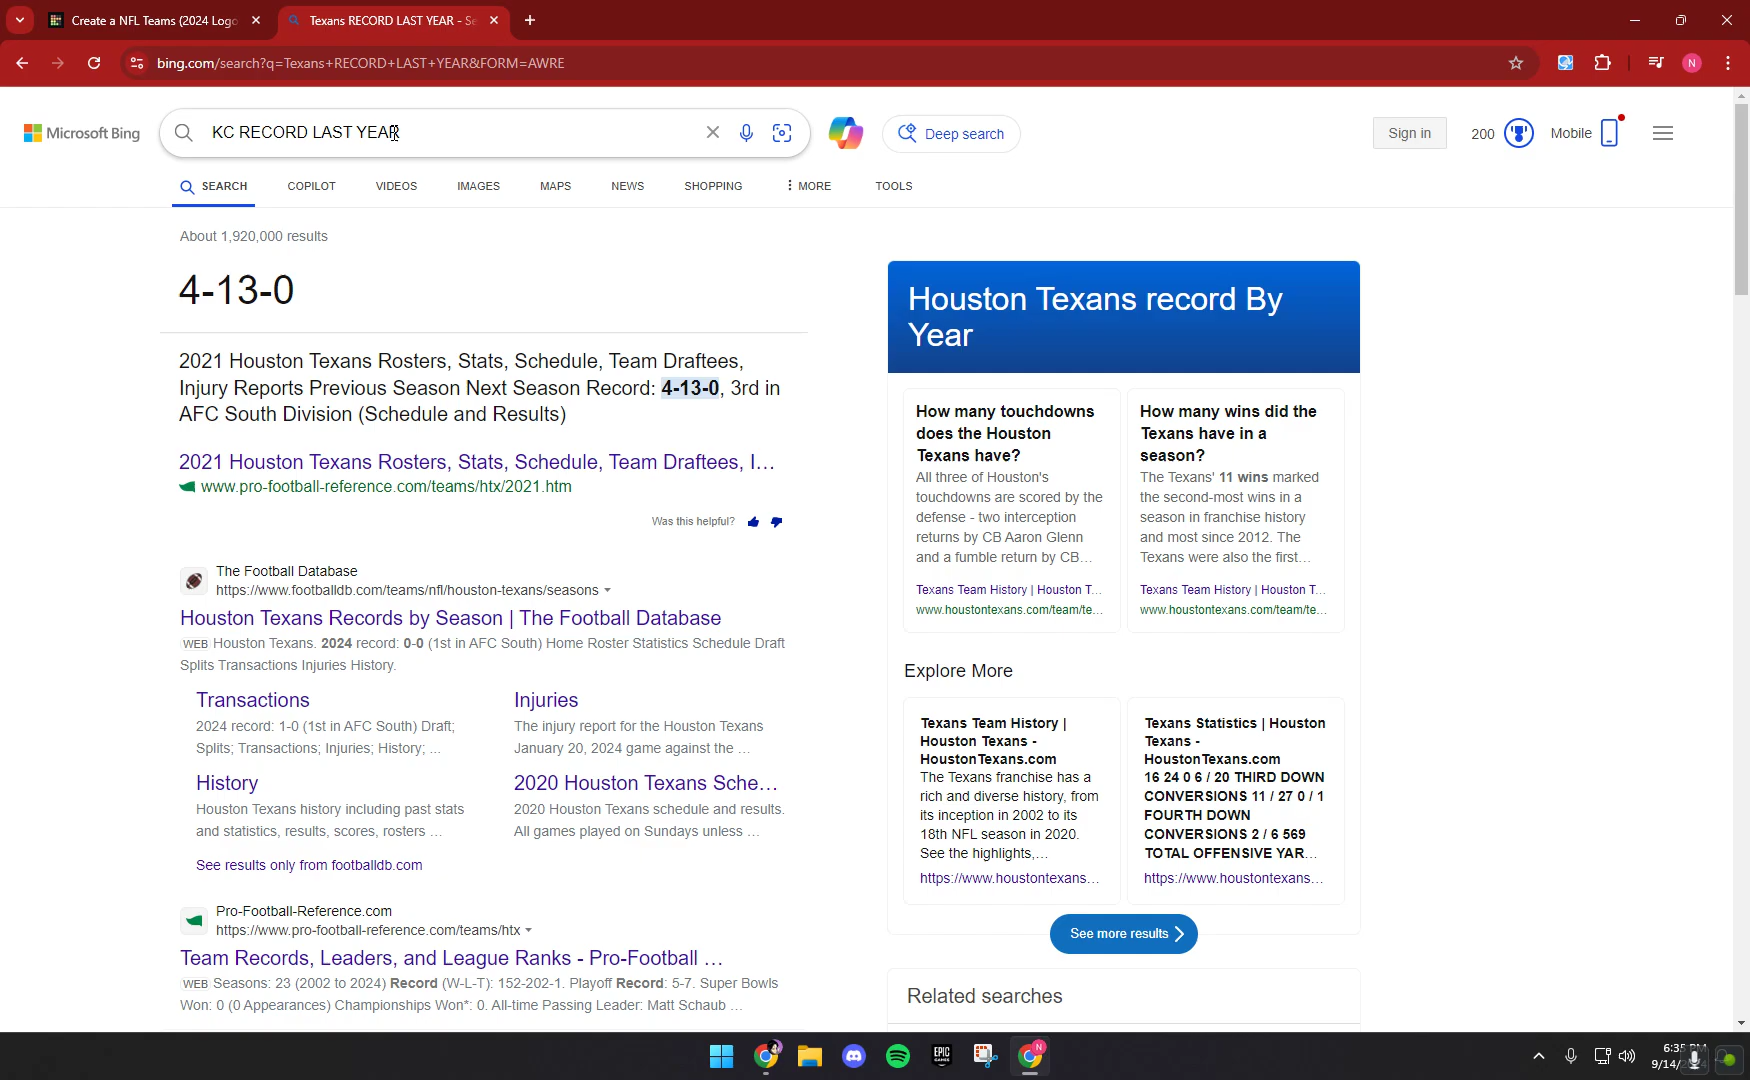 Create a NFL Teams (2024 Logo
Texans RECORD LAST YEAR - Se
bing.com/search?q=Texans+RECORD+LAST+YEAR&FORM=AWRE
N
Microsoft Bing
KC RECORD LAST YEAR
Deep search
Sign in
200
Mobile
SEARCH
COPILOT
VIDEOS
IMAGES
MAPS
NEWS
SHOPPING
MORE
TOOLS
About 1,920,000 results
4-13-0
2021 Houston Texans Rosters, Stats, Schedule, Team Draftees,
Injury Reports Previous Season Next Season Record: 4-13-0, 3rd in
AFC South Division (Schedule and Results)
2021 Houston Texans Rosters, Stats, Schedule, Team Draftees, I…
www.pro-football-reference.com/teams/htx/2021.htm
Was this helpful?
The Football Database
https://www.footballdb.com/teams/nfl/houston-texans/seasons
Houston Texans Records by Season | The Football Database
WEB Houston Texans. 2024 record: 0-0 (1st in AFC South) Home Roster Statistics Schedule Draft
Splits Transactions Injuries History.
Transactions
2024 record: 1-0 (1st in AFC South) Draft;
Splits; Transactions; Injuries; History; ...
Injuries
The injury report for the Houston Texans
January 20, 2024 game against the ...
History
Houston Texans history including past stats
and statistics, results, scores, rosters ...
2020 Houston Texans Sche…
2020 Houston Texans schedule and results.
All games played on Sundays unless ...
See results only from footballdb.com
Pro-Football-Reference.com
https://www.pro-football-reference.com/teams/htx
Team Records, Leaders, and League Ranks - Pro-Football …
WEB Seasons: 23 (2002 to 2024) Record (W-L-T): 152-202-1. Playoff Record: 5-7. Super Bowls
Won: 0 (0 Appearances) Championships Won*: 0. All-time Passing Leader: Matt Schaub ...
Houston Texans record By
Year
How many touchdowns
does the Houston
Texans have?
All three of Houston's
touchdowns are scored by the
defense - two interception
returns by CB Aaron Glenn
and a fumble return by CB…
Texans Team History | Houston T…
www.houstontexans.com/team/te…
How many wins did the
Texans have in a
season?
The Texans' 11 wins marked
the second-most wins in a
season in franchise history
and most since 2012. The
Texans were also the first…
Texans Team History | Houston T…
www.houstontexans.com/team/te…
Explore More
Texans Team History |
Houston Texans -
HoustonTexans.com
The Texans franchise has a
rich and diverse history, from
its inception in 2002 to its
18th NFL season in 2020.
See the highlights,…
https://www.houstontexans…
Texans Statistics | Houston
Texans -
HoustonTexans.com
16 24 0 6 / 20 THIRD DOWN
CONVERSIONS 11 / 27 0 / 1
FOURTH DOWN
CONVERSIONS 2 / 6 569
TOTAL OFFENSIVE YAR…
https://www.houstontexans…
See more results
Related searches
EPIC
GAMES
N
6:35 PM
9/14/